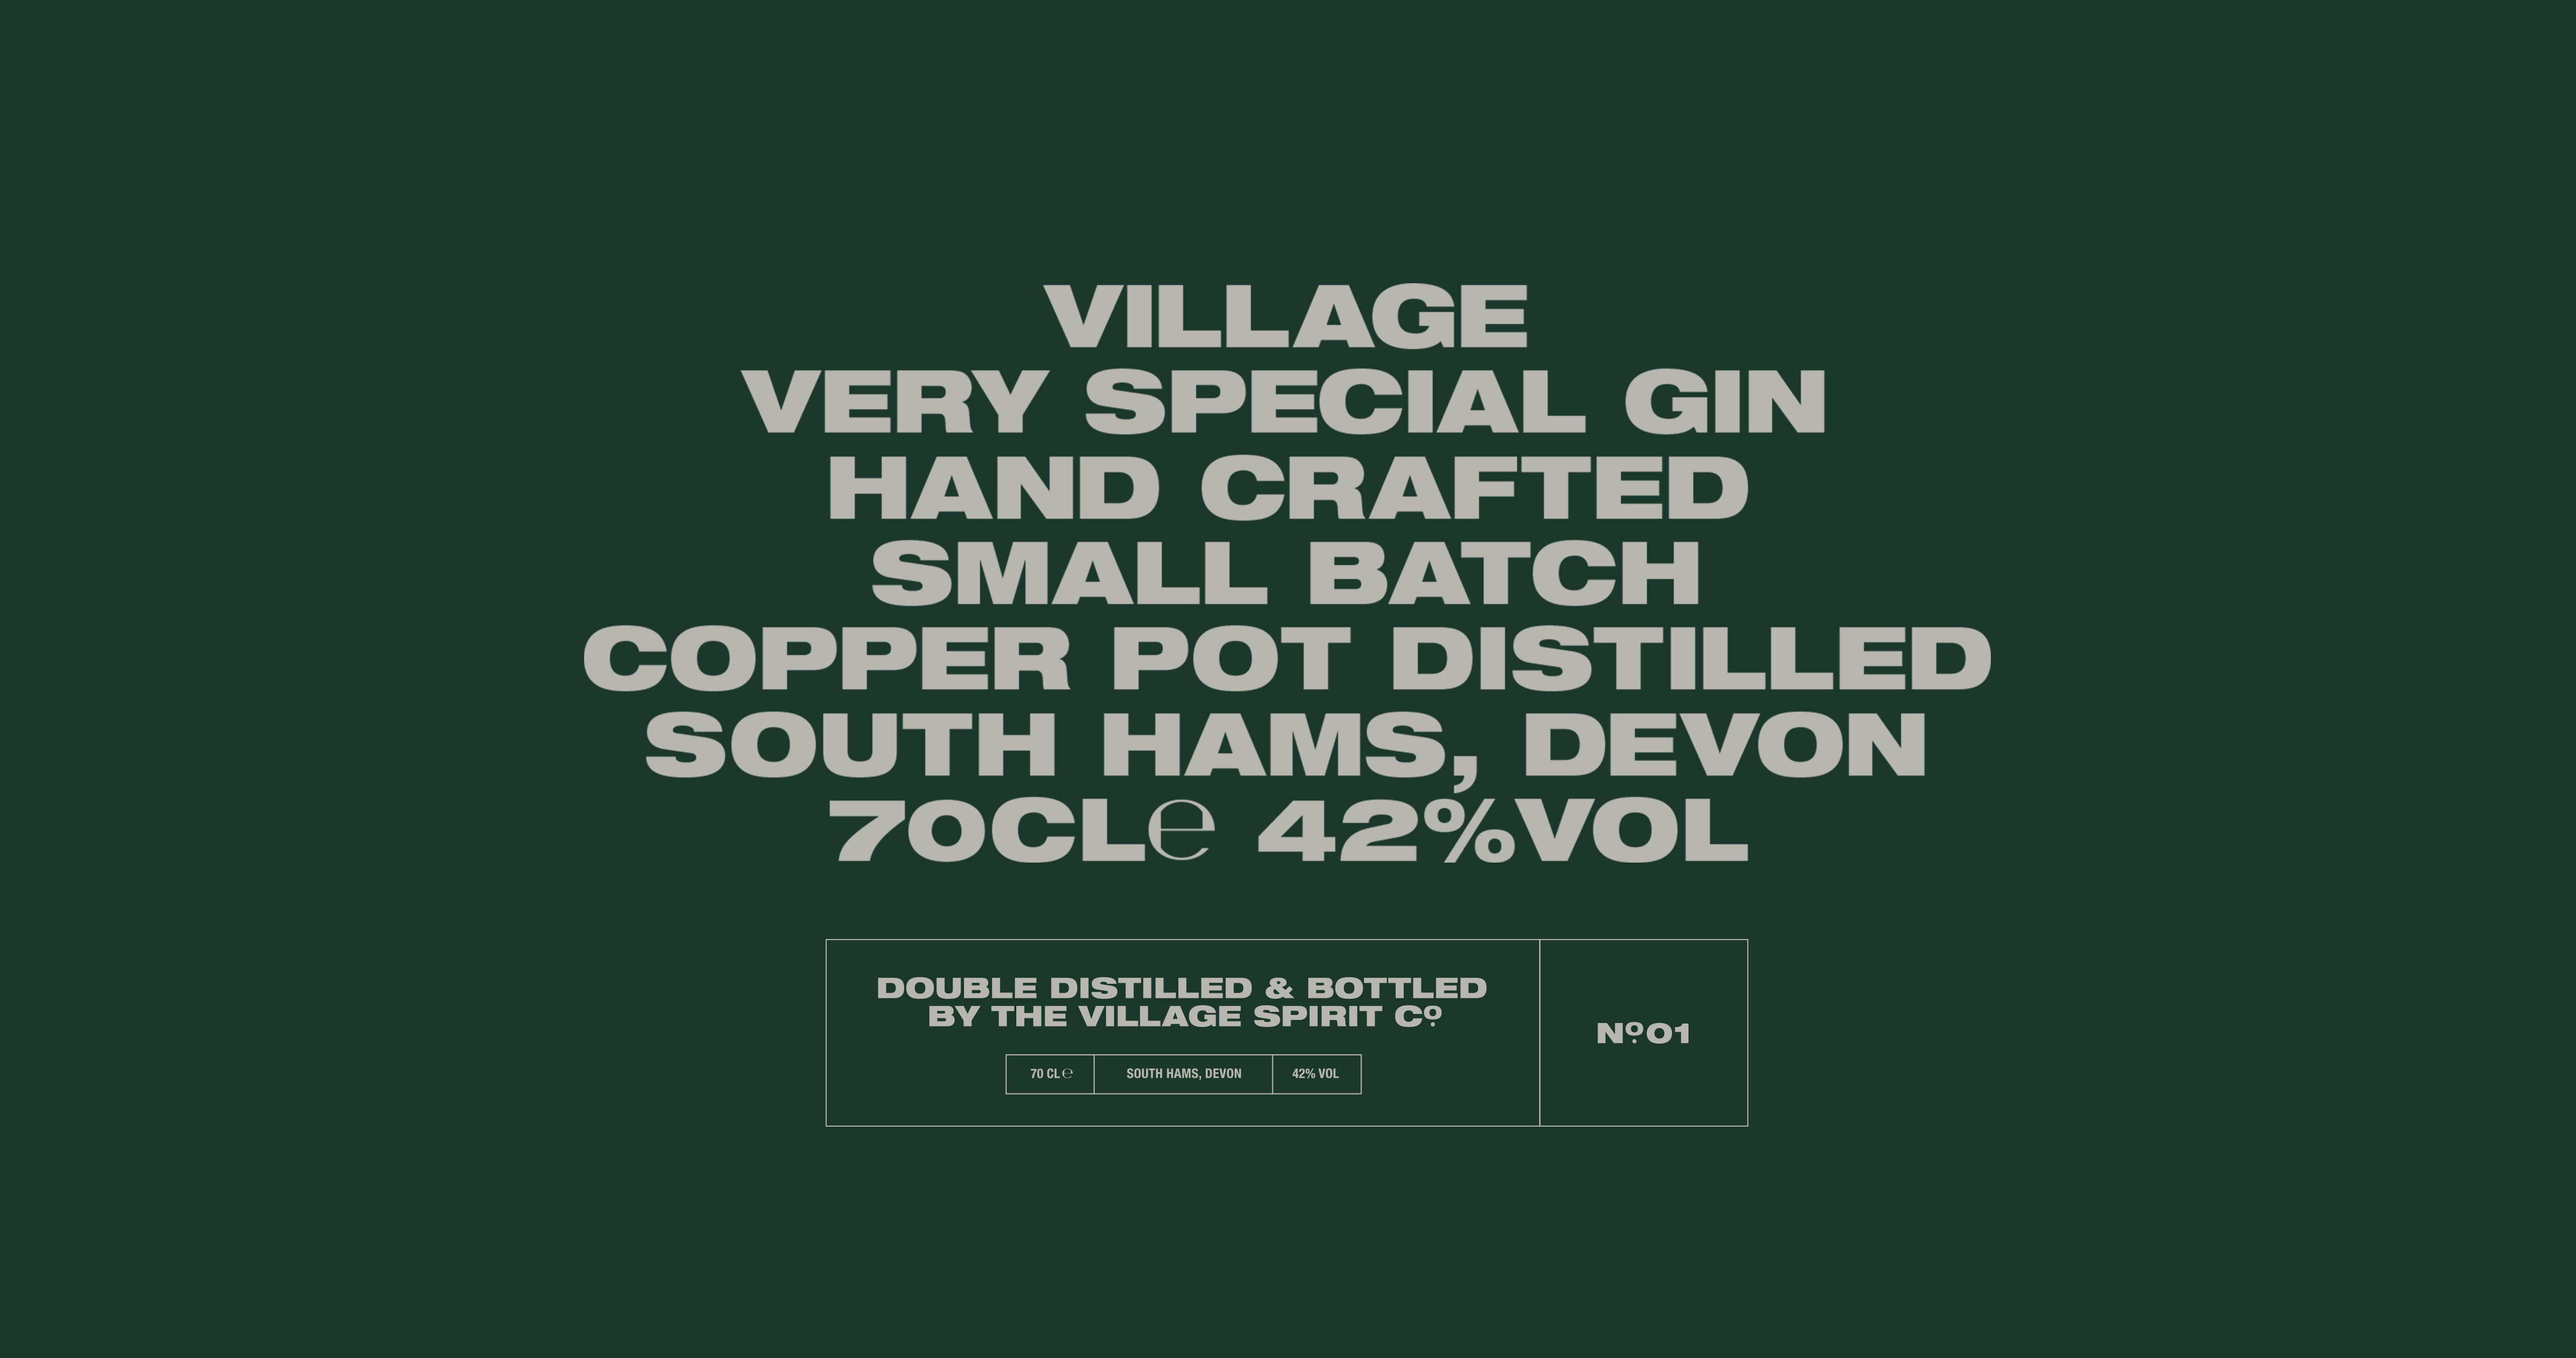 VILLAGE
VERY SPECIAL GIN
HAND CRAFTED
SMALL BATCH
COPPER POT DISTILLED
SOUTH HAMS, DEVON
70CL℮ 42%VOL
DOUBLE DISTILLED & BOTTLED
BY THE VILLAGE SPIRIT Cº
70 CL℮ SOUTH HAMS, DEVON 42% VOL
Nº01